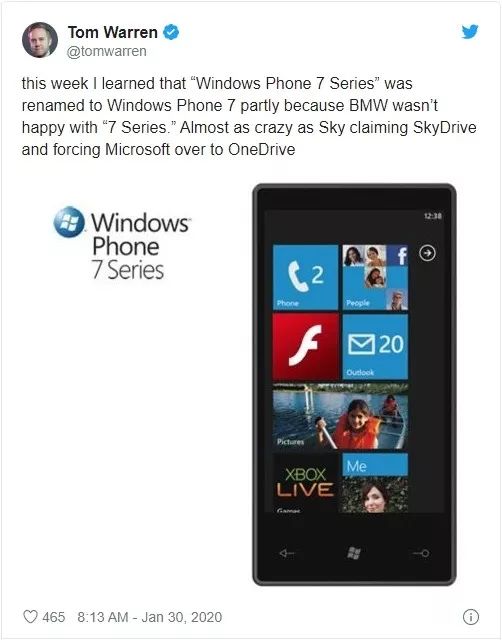 Tom Warren
@tomwarren
this week I learned that “Windows Phone 7 Series” was
renamed to Windows Phone 7 partly because BMW wasn’t
happy with “7 Series.” Almost as crazy as Sky claiming SkyDrive
and forcing Microsoft over to OneDrive
Windows
Phone
7 Series
12:38
2
Phone
f
People
20
Outlook
Pictures
XBOX
LIVE
Games
Me
465 8:13 AM - Jan 30, 2020